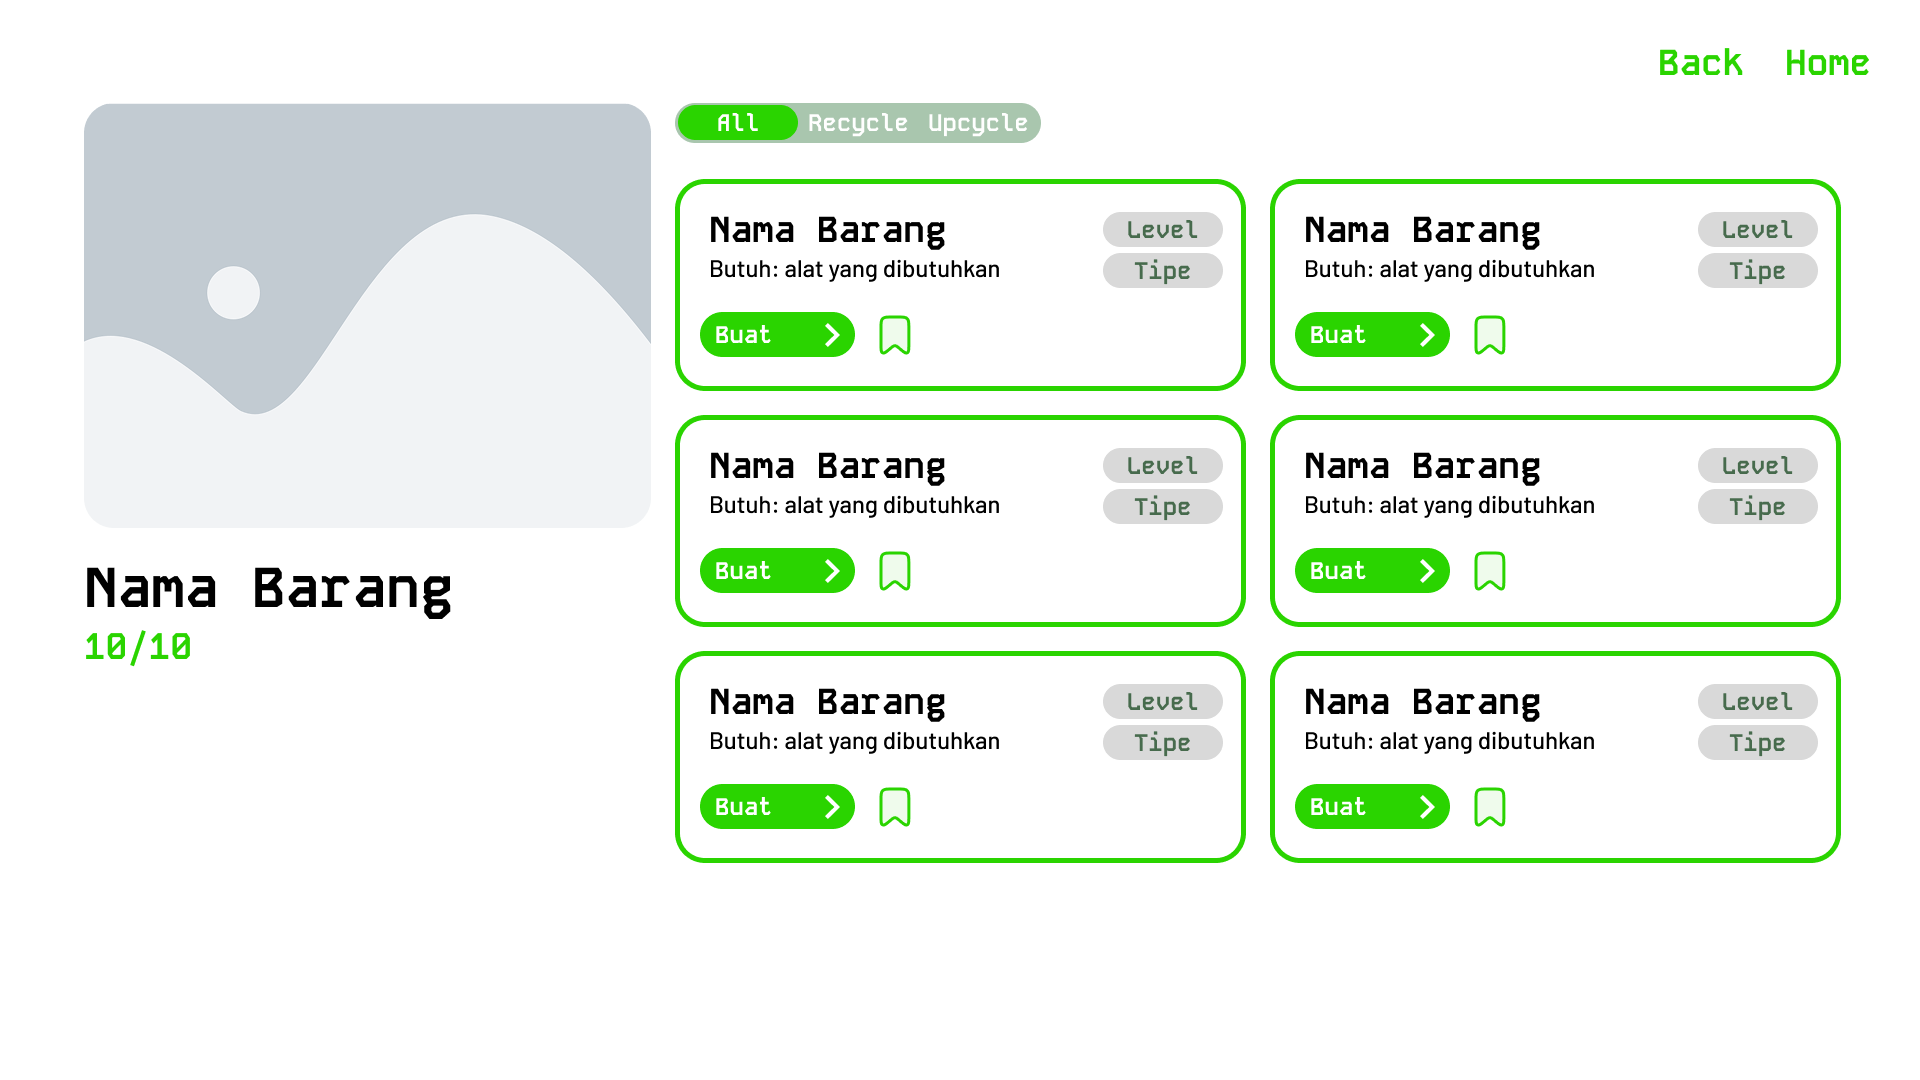 Back Home
All Recycle Upcycle
Nama Barang
10/10
Nama Barang
Level
Butuh: alat yang dibutuhkan
Tipe
Buat
Nama Barang
Level
Butuh: alat yang dibutuhkan
Tipe
Buat
Nama Barang
Level
Butuh: alat yang dibutuhkan
Tipe
Buat
Nama Barang
Level
Butuh: alat yang dibutuhkan
Tipe
Buat
Nama Barang
Level
Butuh: alat yang dibutuhkan
Tipe
Buat
Nama Barang
Level
Butuh: alat yang dibutuhkan
Tipe
Buat